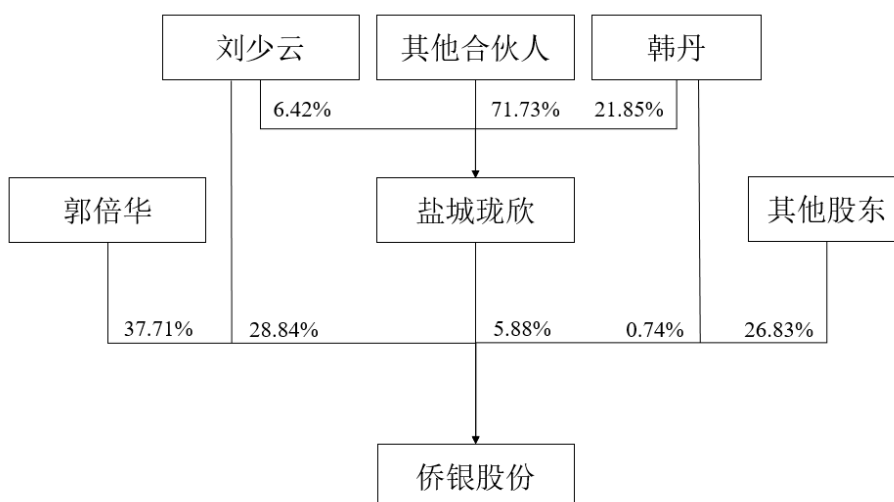 刘少云
其他合伙人
韩丹
6.42%
71.73%
21.85%
郭倍华
盐城珑欣
其他股东
37.71%
28.84%
5.88%
0.74%
26.83%
侨银股份